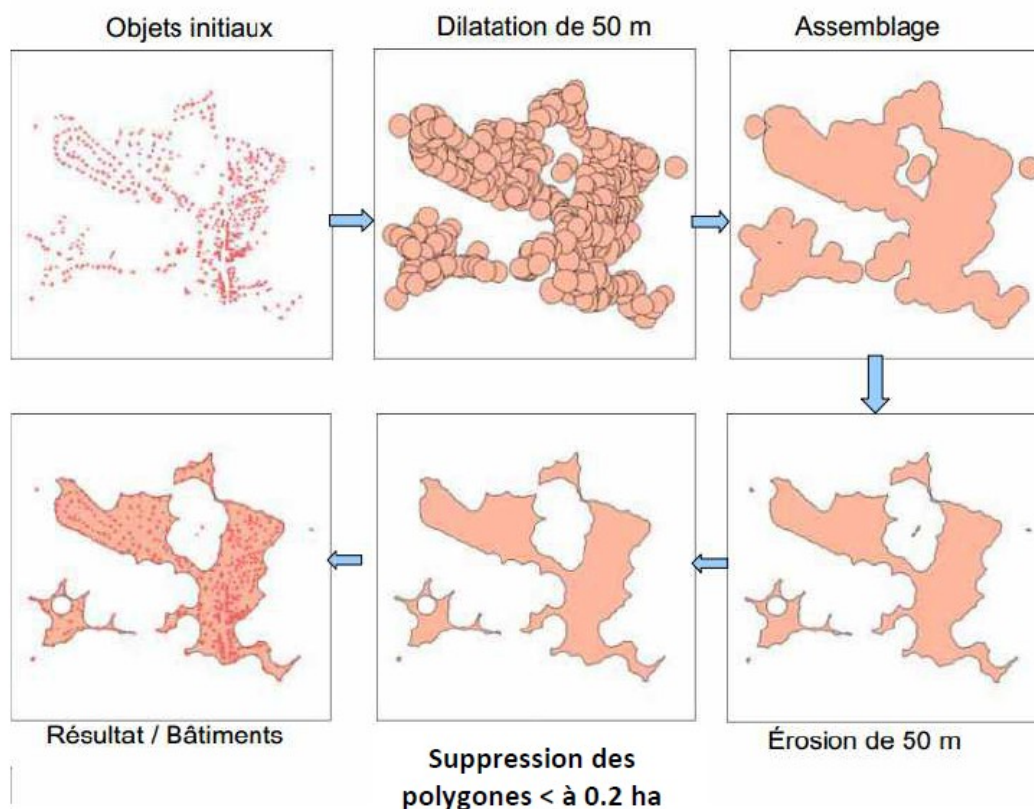 Objets initiaux
Dilatation de 50 m
Assemblage
Résultat / Bâtiments
Suppression des
polygones < à 0.2 ha
Érosion de 50 m